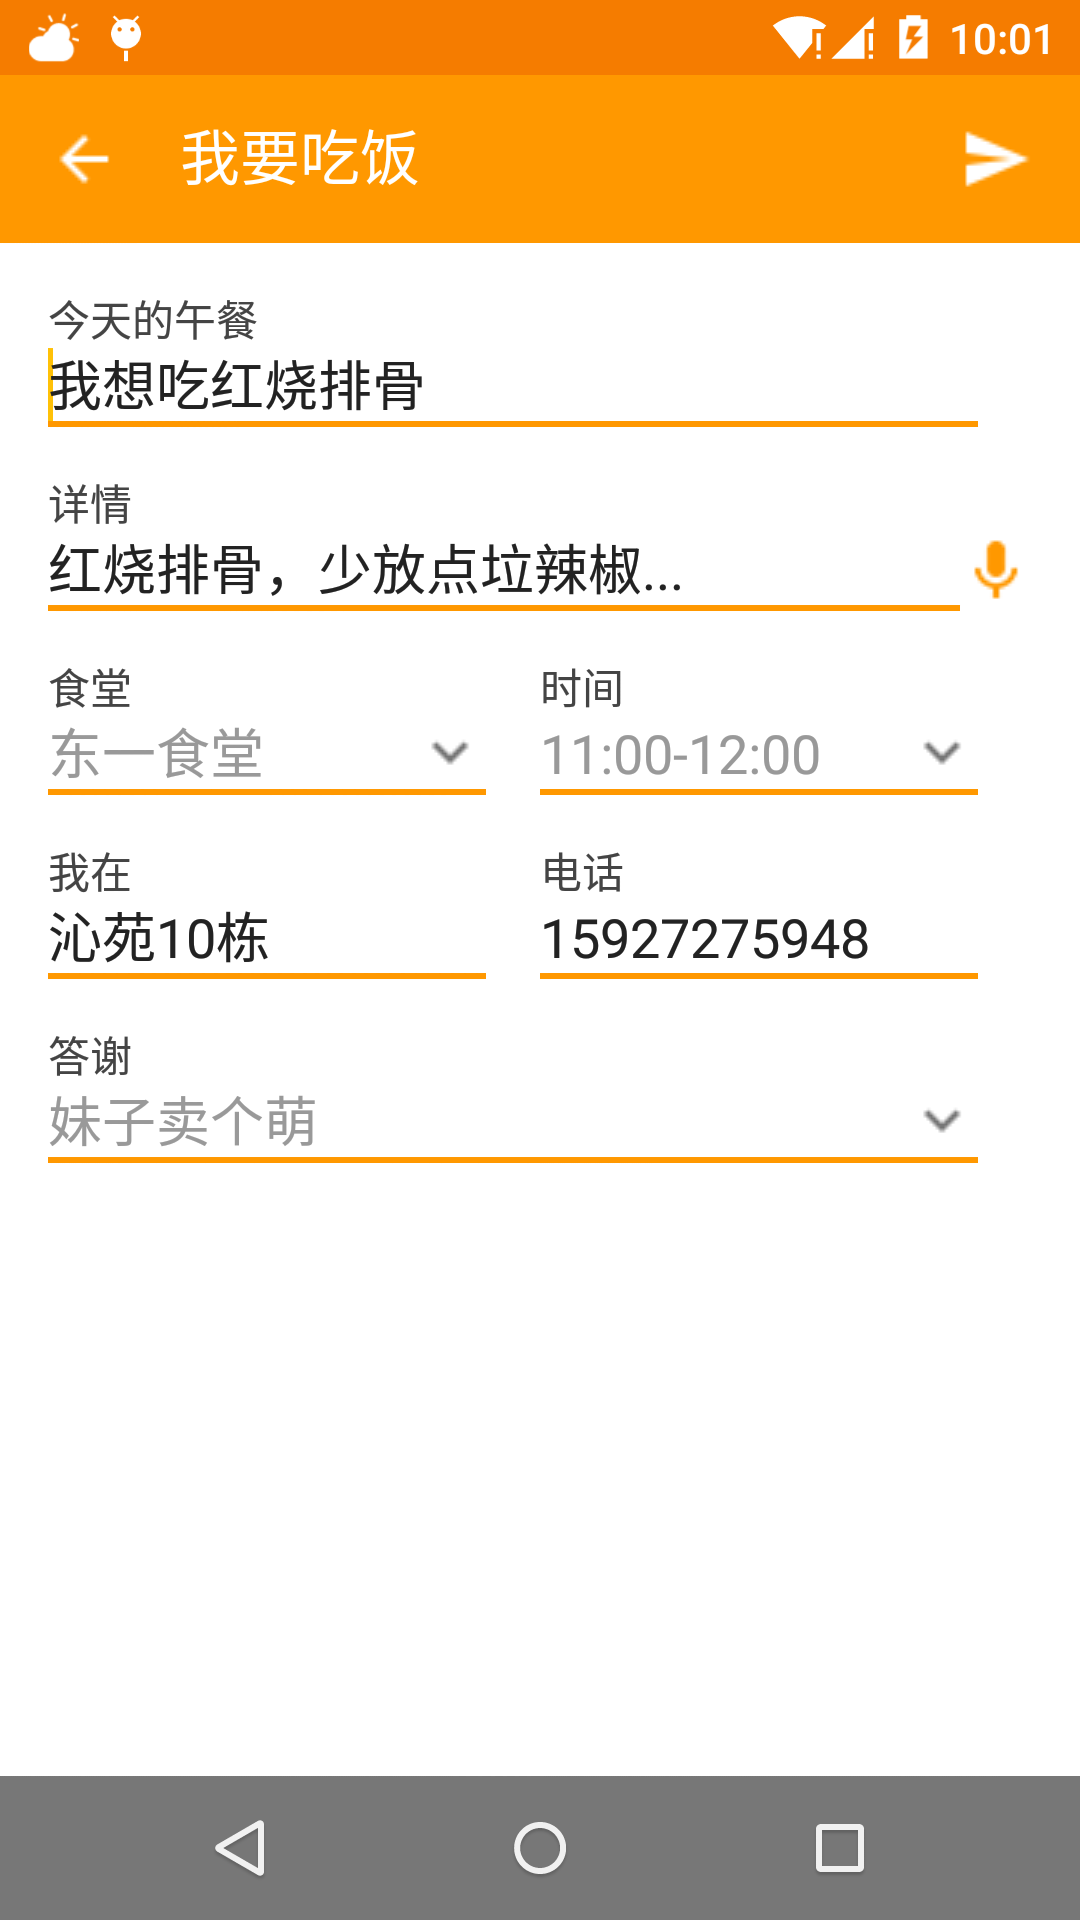 10:01
我要吃饭
今天的午餐
我想吃红烧排骨
详情
红烧排骨，少放点垃辣椒...
食堂
时间
东一食堂
11:00-12:00
我在
电话
沁苑10栋
15927275948
答谢
妹子卖个萌